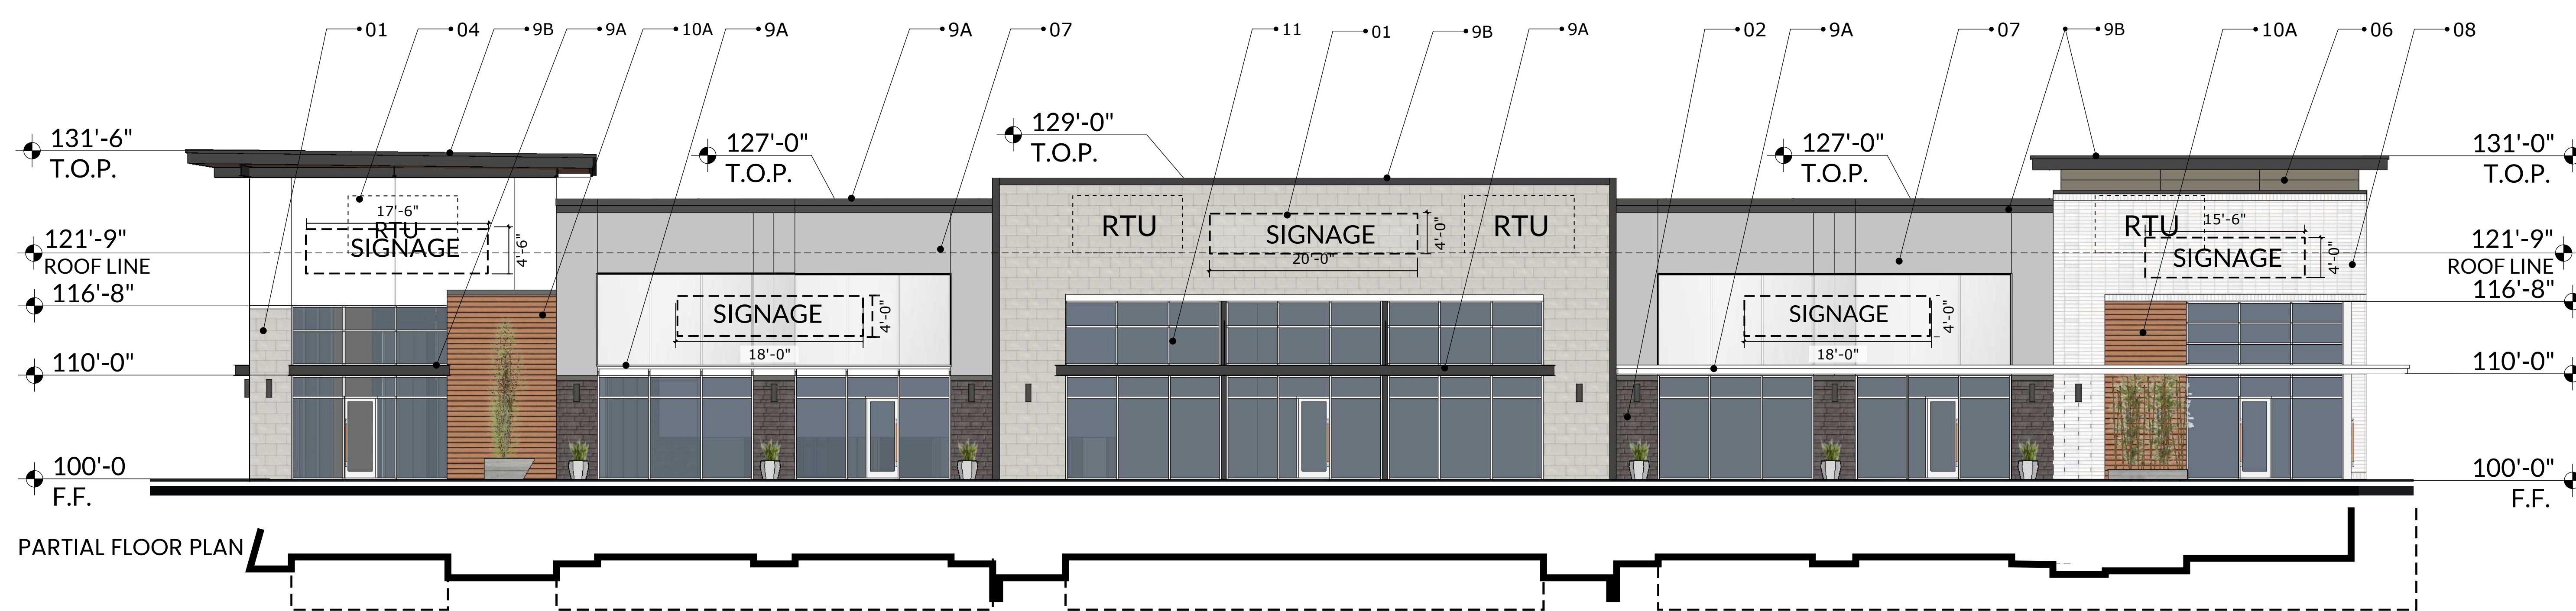 01
04
9B
9A
10A
9A
9A
07
11
01
9B
9A
02
9A
07
9B
10A
06
08
131'-6"
T.O.P.
127'-0"
T.O.P.
129'-0"
T.O.P.
127'-0"
T.O.P.
131'-0"
T.O.P.
17'-6"
RTU
SIGNAGE
4'-6"
RTU
SIGNAGE
20'-0"
4'-0"
RTU
RTU
15'-6"
SIGNAGE
4'-0"
121'-9"
ROOF LINE
121'-9"
ROOF LINE
116'-8"
116'-8"
SIGNAGE
18'-0"
4'-0"
SIGNAGE
18'-0"
4'-0"
110'-0"
110'-0"
100'-0
F.F.
100'-0"
F.F.
PARTIAL FLOOR PLAN